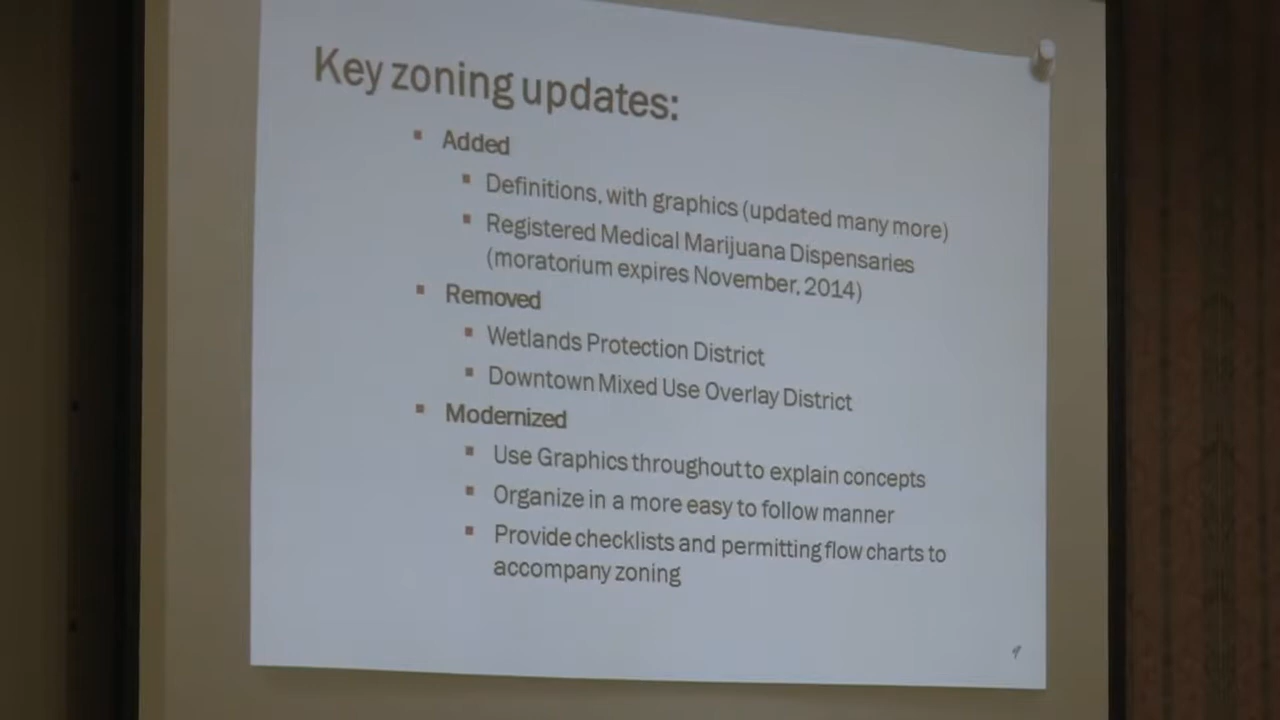 Key zoning updates:
Added
Definitions, with graphics (updated many more)
Registered Medical Marijuana Dispensaries
(moratorium expires November, 2014)
Removed
Wetlands Protection District
Downtown Mixed Use Overlay District
Modernized
Use Graphics throughout to explain concepts
Organize in a more easy to follow manner
Provide checklists and permitting flow charts to
accompany zoning